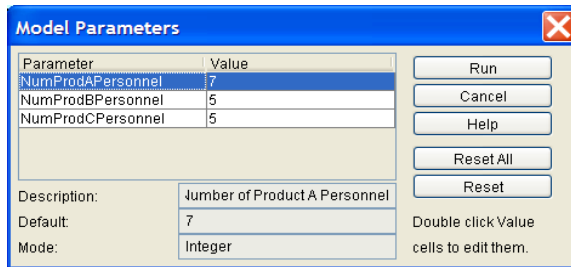 Model Parameters
Parameter Value
NumProdAPersonnel 7
NumProdBPersonnel 5
NumProdCPersonnel 5
Run
Cancel
Help
Reset All
Reset
Description: Number of Product A Personnel
Default: 7
Mode: Integer
Double click Value
cells to edit them.